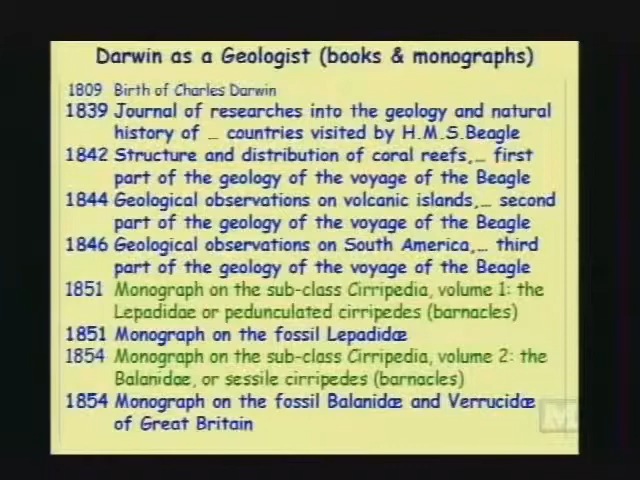 Darwin as a Geologist (books & monographs)
1809 Birth of Charles Darwin
1839 Journal of researches into the geology and natural
history of … countries visited by H.M.S.Beagle
1842 Structure and distribution of coral reefs,… first
part of the geology of the voyage of the Beagle
1844 Geological observations on volcanic islands,… second
part of the geology of the voyage of the Beagle
1846 Geological observations on South America,… third
part of the geology of the voyage of the Beagle
1851 Monograph on the sub-class Cirripedia, volume 1: the
Lepadidae or pedunculated cirripedes (barnacles)
1851 Monograph on the fossil Lepadidæ
1854 Monograph on the sub-class Cirripedia, volume 2: the
Balanidæ, or sessile cirripedes (barnacles)
1854 Monograph on the fossil Balanidæ and Verrucidæ
of Great Britain